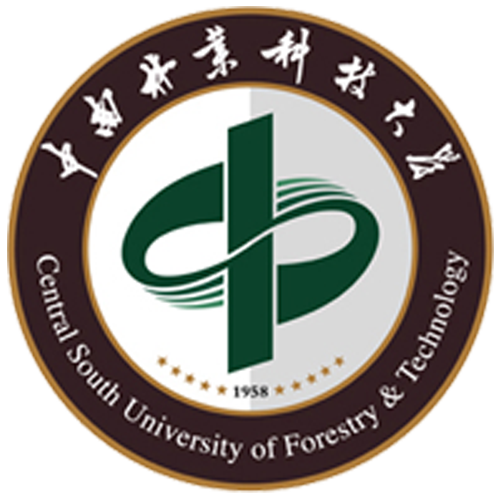 中南林业科技大学
1958
Central South University of Forestry & Technology